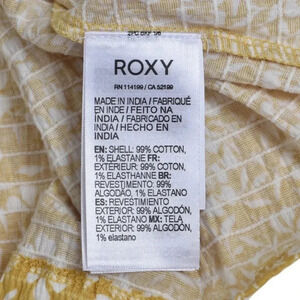 ROXY
RN 114199 / CA 52199
MADE IN INDIA / FABRIQUÉ
EN INDE / FEITO NA
ÍNDIA / FABRICADO EN
INDIA / HECHO EN
INDIA
EN: SHELL: 99% COTTON,
1% ELASTANE FR:
EXTÉRIEUR: 99% COTON,
1% ELASTHANNE BR:
REVESTIMENTO: 99%
ALGODÃO, 1% ELASTANO
ES: REVESTIMIENTO
EXTERIOR: 99% ALGODÓN,
1% ELASTANO MX: TELA
EXTERIOR: 99% ALGODÓN,
1% elastano